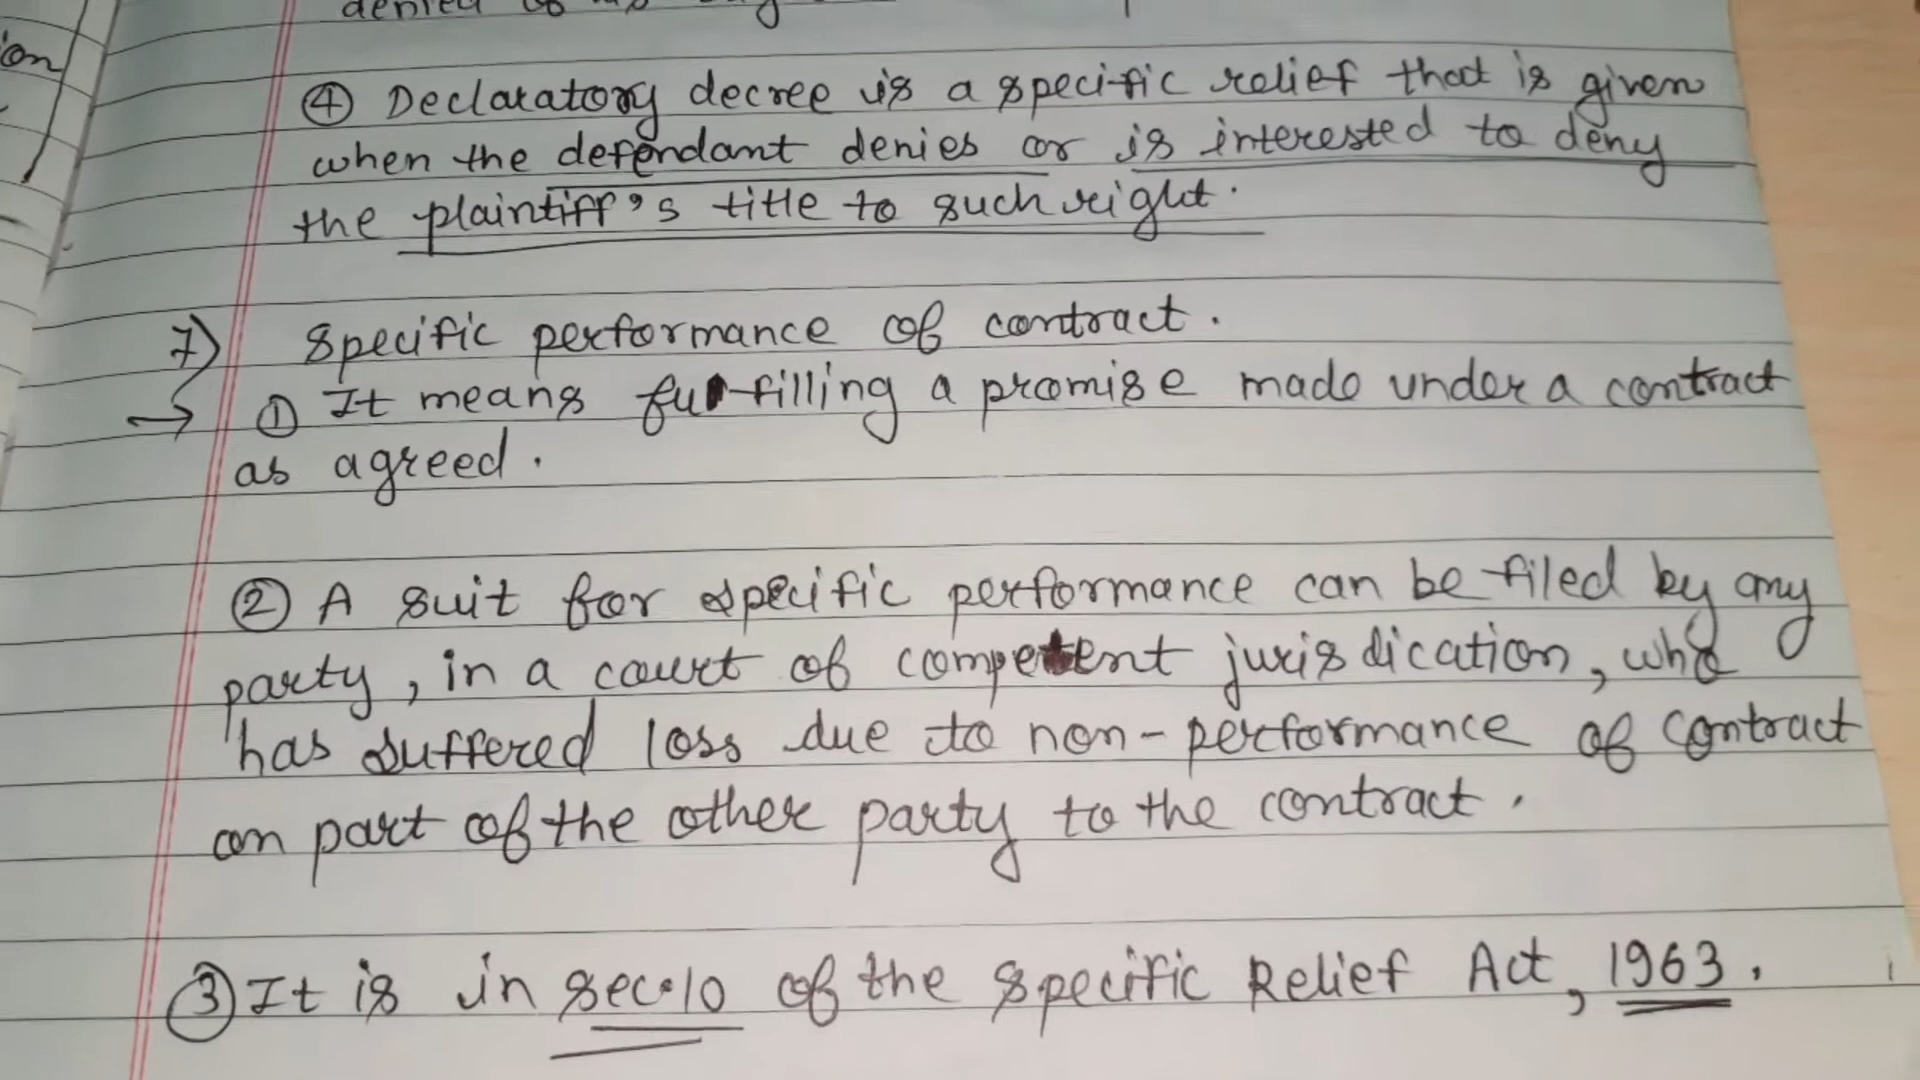 ④ Declaratory decree is a specific relief that is given
when the defendant denies or is interested to deny
the plaintiff's title to such right.
7) Specific performance of contract.
→ ① It means fulfilling a promise made under a contract
as agreed.
② A suit for specific performance can be filed by any
party, in a court of competent jurisdication, who
has suffered loss due to non-performance of contract
on part of the other party to the contract.
③ It is in sec.10 of the Specific Relief Act, 1963.